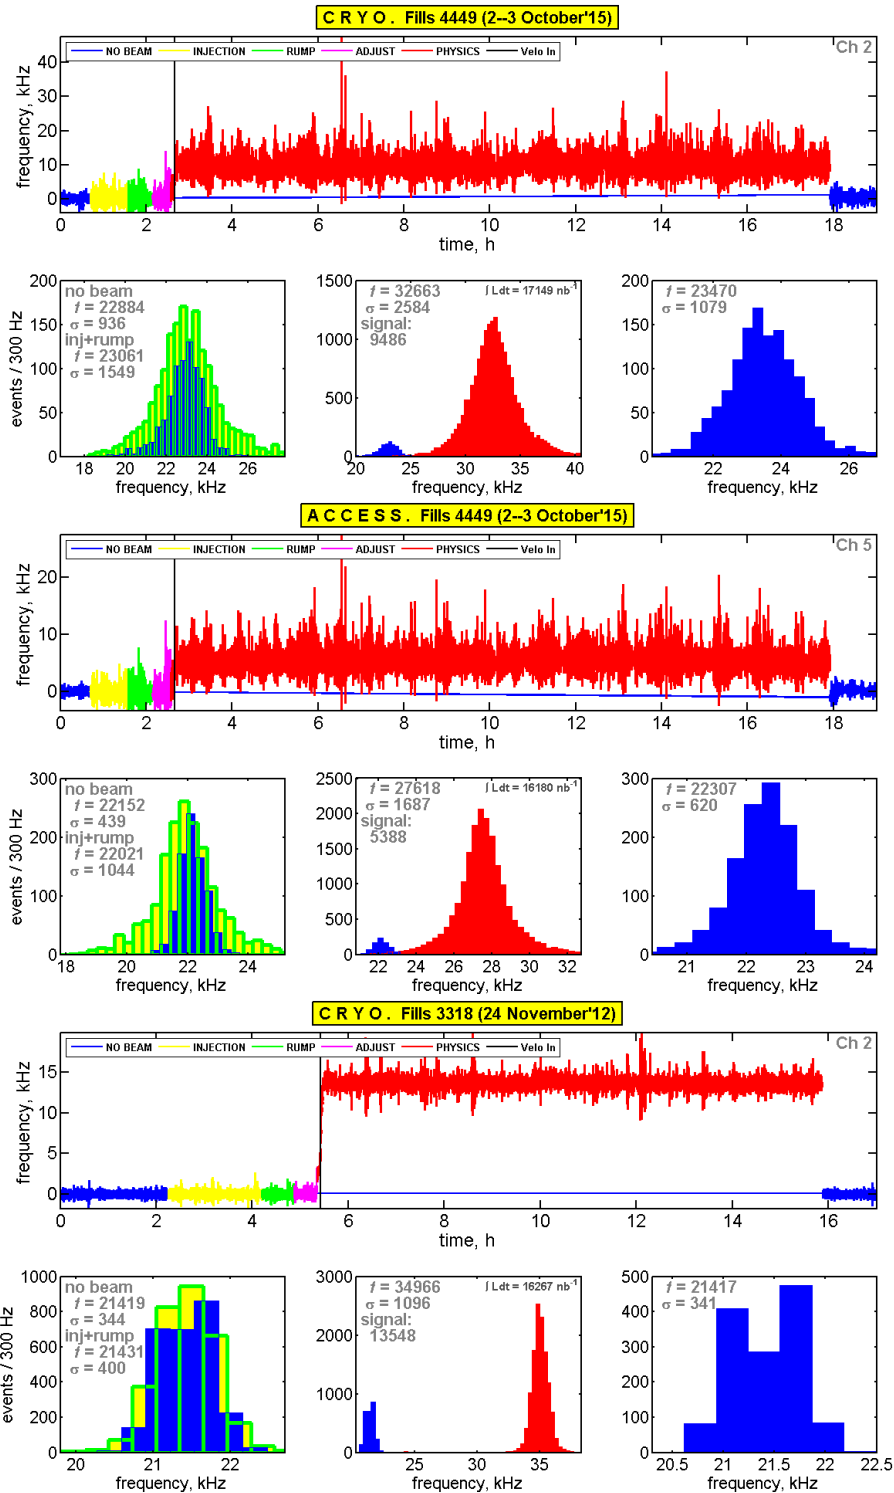 C R Y O .  Fills 4449 (2--3 October'15)
NO BEAM INJECTION RUMP ADJUST PHYSICS Velo In
Ch 2
frequency, kHz
40
30
20
10
0
0 2 4 6 8 10 12 14 16 18
time, h
no beam
f = 22884
σ = 936
inj+rump
f = 23061
σ = 1549
events / 300 Hz
200
150
100
50
0
18 20 22 24 26
frequency, kHz
f = 32663
σ = 2584
signal:
9486
∫ Ldt = 17149 nb⁻¹
1500
1000
500
0
20 25 30 35 40
frequency, kHz
f = 23470
σ = 1079
200
150
100
50
0
22 24 26
frequency, kHz
A C C E S S .  Fills 4449 (2--3 October'15)
NO BEAM INJECTION RUMP ADJUST PHYSICS Velo In
Ch 5
frequency, kHz
20
10
0
0 2 4 6 8 10 12 14 16 18
time, h
no beam
f = 22152
σ = 439
inj+rump
f = 22021
σ = 1044
events / 300 Hz
300
200
100
0
18 20 22 24
frequency, kHz
f = 27618
σ = 1687
signal:
5388
∫ Ldt = 16180 nb⁻¹
2500
2000
1500
1000
500
0
22 24 26 28 30 32
frequency, kHz
f = 22307
σ = 620
300
200
100
0
21 22 23 24
frequency, kHz
C R Y O .  Fills 3318 (24 November'12)
NO BEAM INJECTION RUMP ADJUST PHYSICS Velo In
Ch 2
frequency, kHz
15
10
5
0
0 2 4 6 8 10 12 14 16
time, h
no beam
f = 21419
σ = 344
inj+rump
f = 21431
σ = 400
events / 300 Hz
1000
800
600
400
200
0
20 21 22
frequency, kHz
f = 34966
σ = 1096
signal:
13548
∫ Ldt = 16267 nb⁻¹
3000
2000
1000
0
25 30 35
frequency, kHz
f = 21417
σ = 341
500
400
300
200
100
0
20.5 21 21.5 22 22.5
frequency, kHz